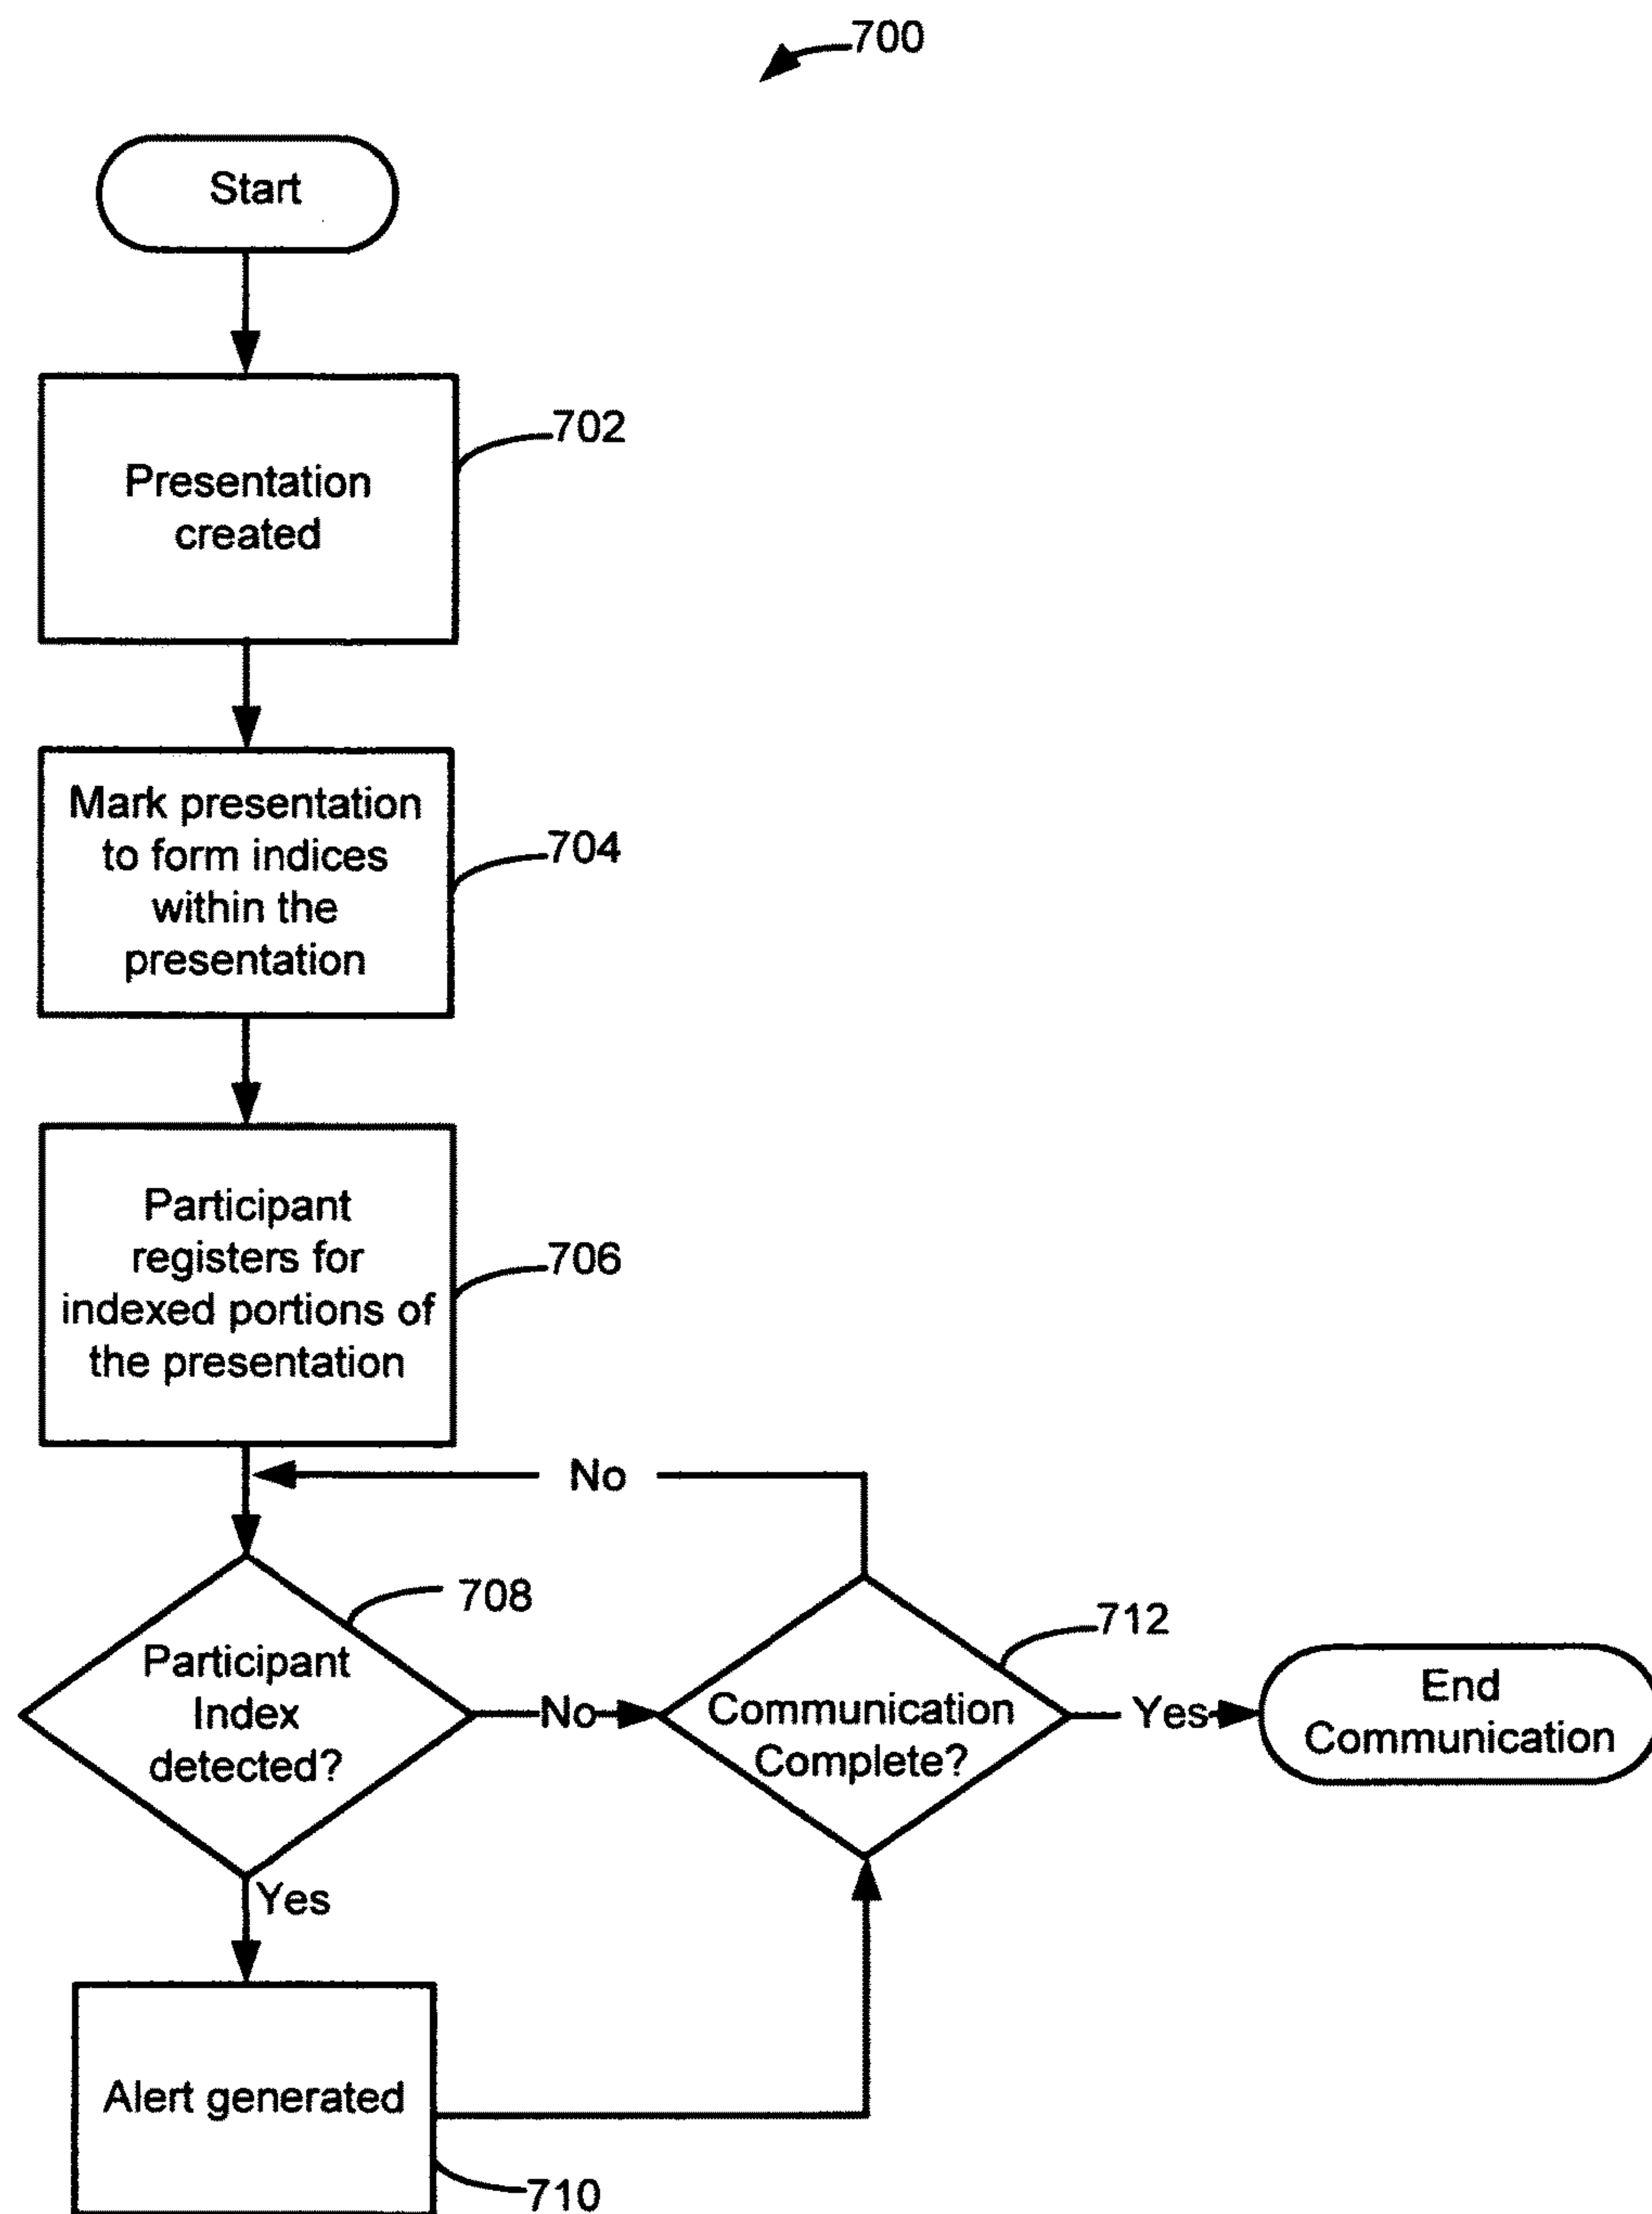 700
Start
702
Presentation
created
704
Mark presentation
to form indices
within the
presentation
706
Participant
registers for
indexed portions of
the presentation
No
708
Participant
Index
detected?
No
712
Communication
Complete?
Yes
End
Communication
Yes
Alert generated
710